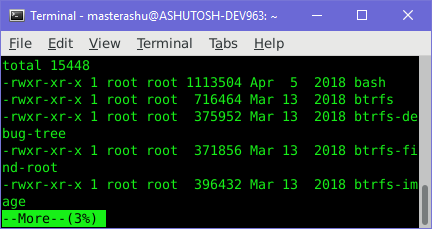 Terminal - masterashu@ASHUTOSH-DEV963: ~
File Edit View Terminal Tabs Help
total 15448
-rwxr-xr-x 1 root root 1113504 Apr  5  2018 bash
-rwxr-xr-x 1 root root  716464 Mar 13  2018 btrfs
-rwxr-xr-x 1 root root  375952 Mar 13  2018 btrfs-de
bug-tree
-rwxr-xr-x 1 root root  371856 Mar 13  2018 btrfs-fi
nd-root
-rwxr-xr-x 1 root root  396432 Mar 13  2018 btrfs-im
age
--More--(3%)